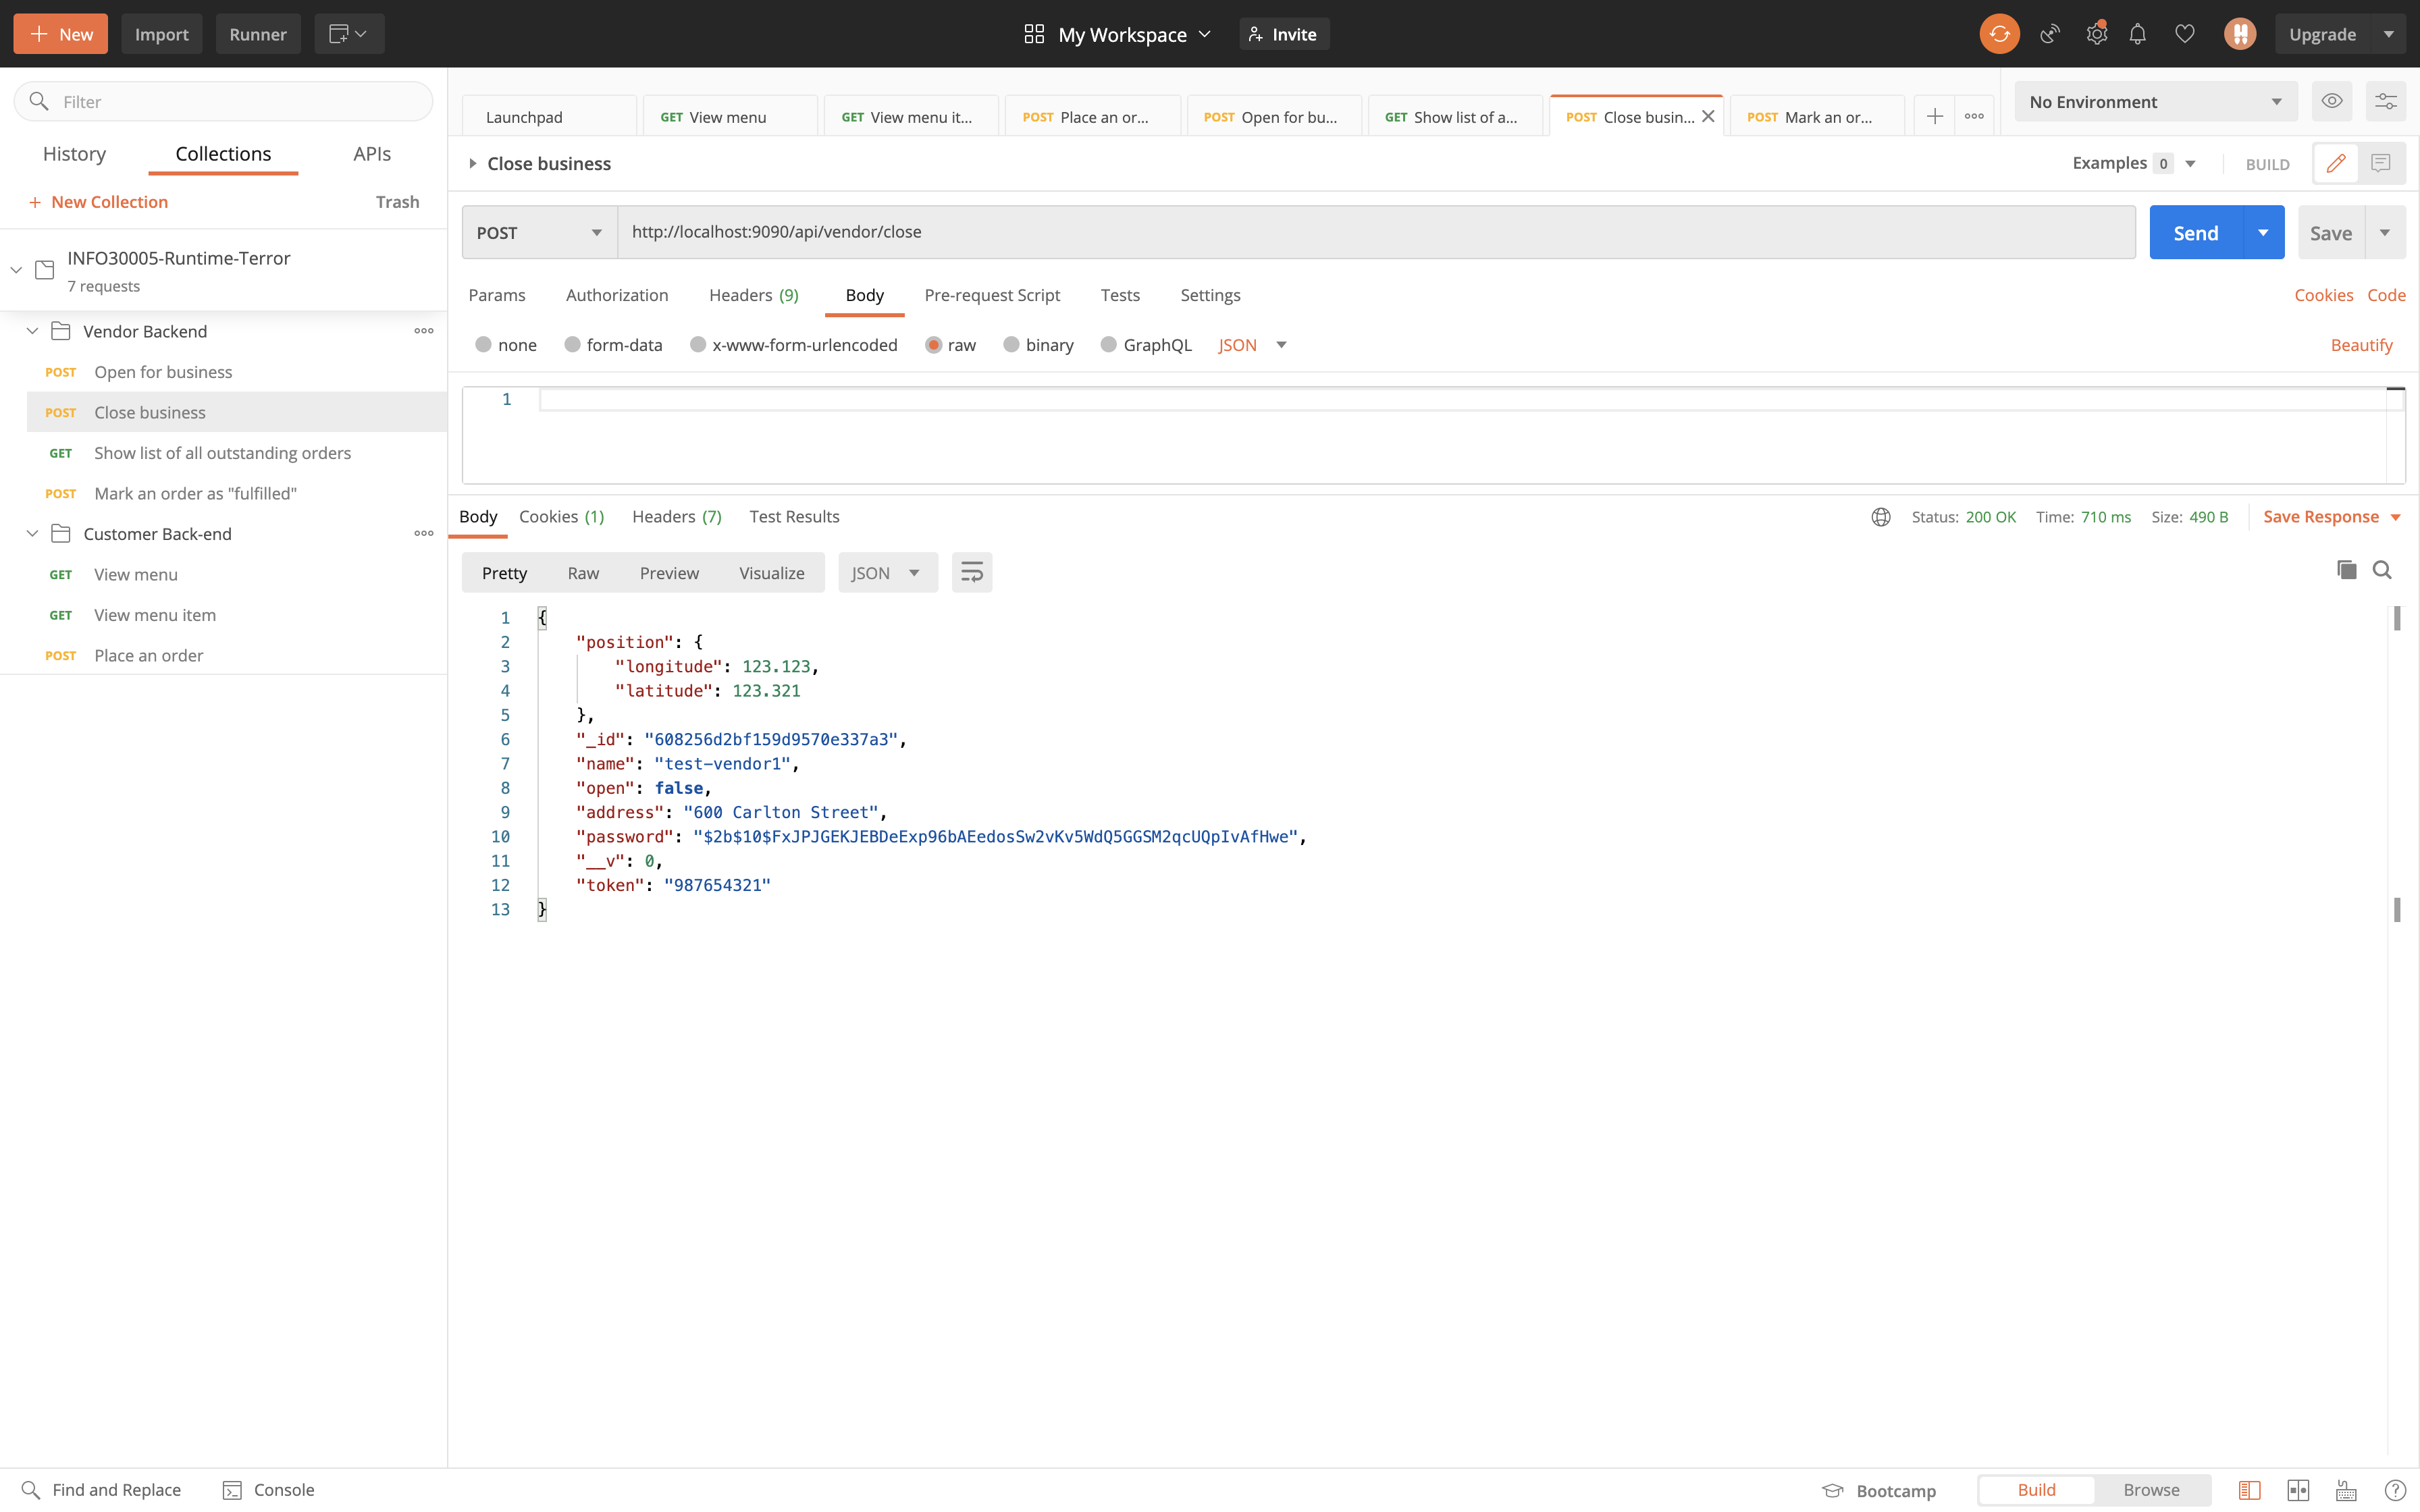 New Import Runner My Workspace Invite Upgrade
Filter
History Collections APIs
New Collection Trash
INFO30005-Runtime-Terror
7 requests
Vendor Backend
POST Open for business
POST Close business
GET Show list of all outstanding orders
POST Mark an order as "fulfilled"
Customer Back-end
GET View menu
GET View menu item
POST Place an order
Launchpad GET View menu GET View menu it... POST Place an or... POST Open for bu... GET Show list of a... POST Close busin... POST Mark an or... No Environment
Close business Examples 0 BUILD
POST http://localhost:9090/api/vendor/close Send Save
Params Authorization Headers (9) Body Pre-request Script Tests Settings Cookies Code
none form-data x-www-form-urlencoded raw binary GraphQL JSON Beautify
1
Body Cookies (1) Headers (7) Test Results Status: 200 OK Time: 710 ms Size: 490 B Save Response
Pretty Raw Preview Visualize JSON
1 {
2 "position": {
3 "longitude": 123.123,
4 "latitude": 123.321
5 },
6 "_id": "608256d2bf159d9570e337a3",
7 "name": "test-vendor1",
8 "open": false,
9 "address": "600 Carlton Street",
10 "password": "$2b$10$FxJPJGEKJEBDeExp96bAEedosSw2vKv5WdQ5GGSM2qcUQpIvAfHwe",
11 "__v": 0,
12 "token": "987654321"
13 }
Find and Replace Console Bootcamp Build Browse